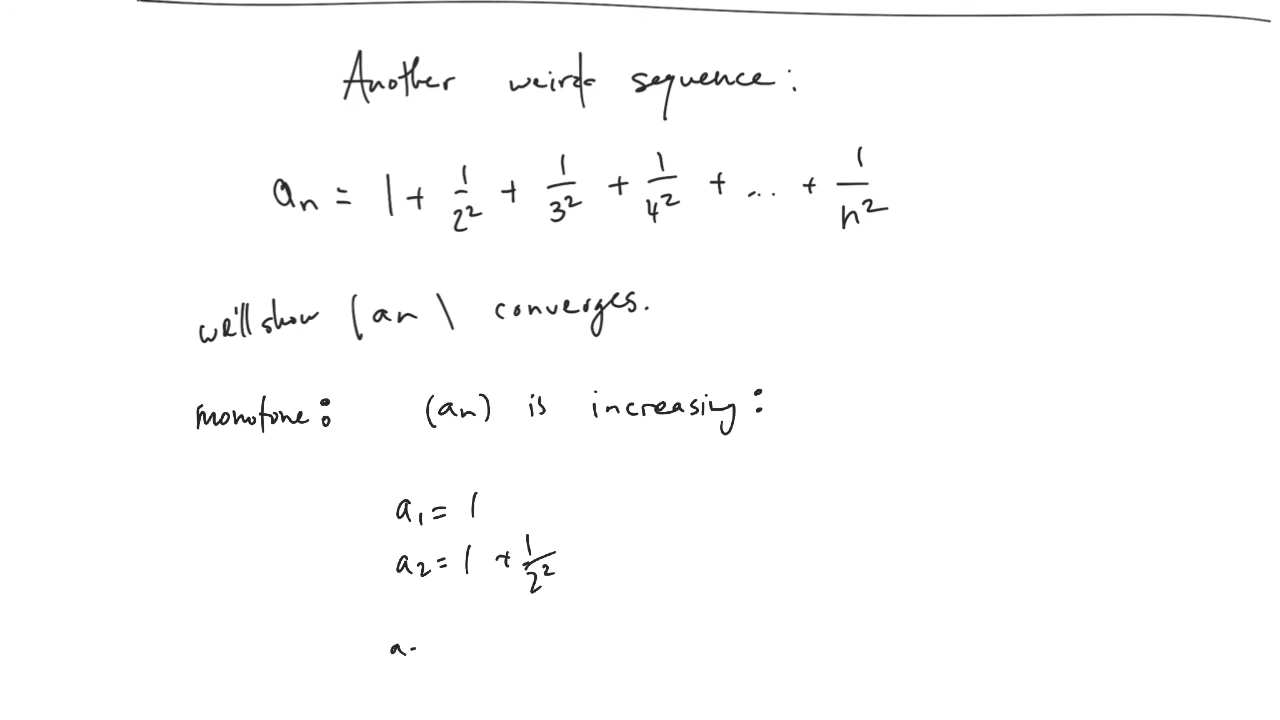 Another weird sequence:
an = 1 + 1/2² + 1/3² + 1/4² + ... + 1/n²
we'll show (an) converges.
monotone: (an) is increasing:
a₁ = 1
a₂ = 1 + 1/2²
a